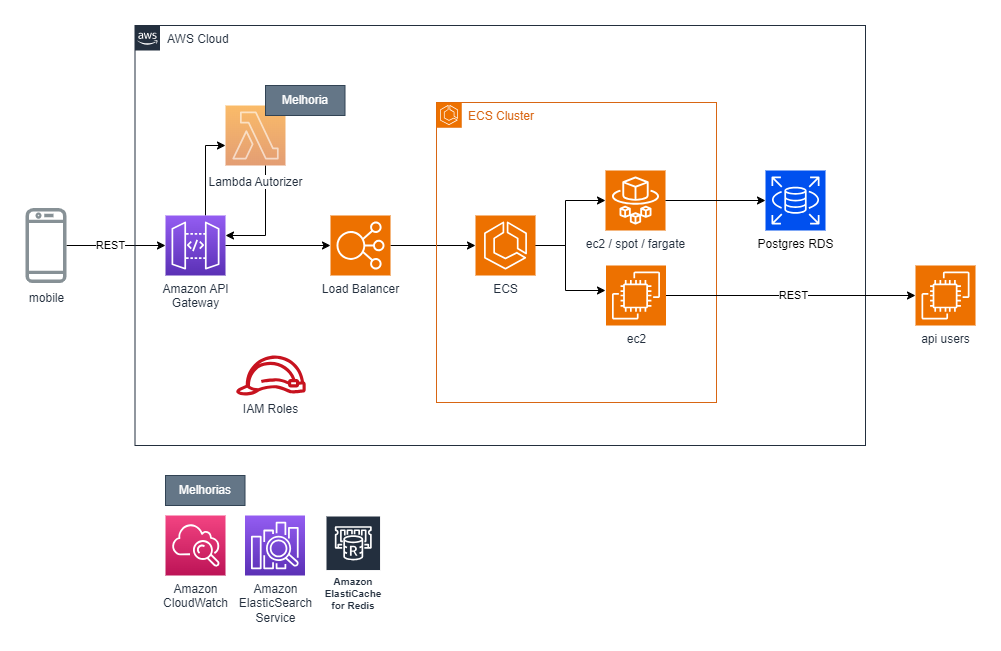 aws
AWS Cloud
Melhoria
Lambda Autorizer
ECS Cluster
REST
mobile
Amazon API
Gateway
Load Balancer
ECS
ec2 / spot / fargate
Postgres RDS
ec2
REST
api users
IAM Roles
Melhorias
Amazon
CloudWatch
Amazon
ElasticSearch
Service
R
Amazon
ElastiCache
for Redis